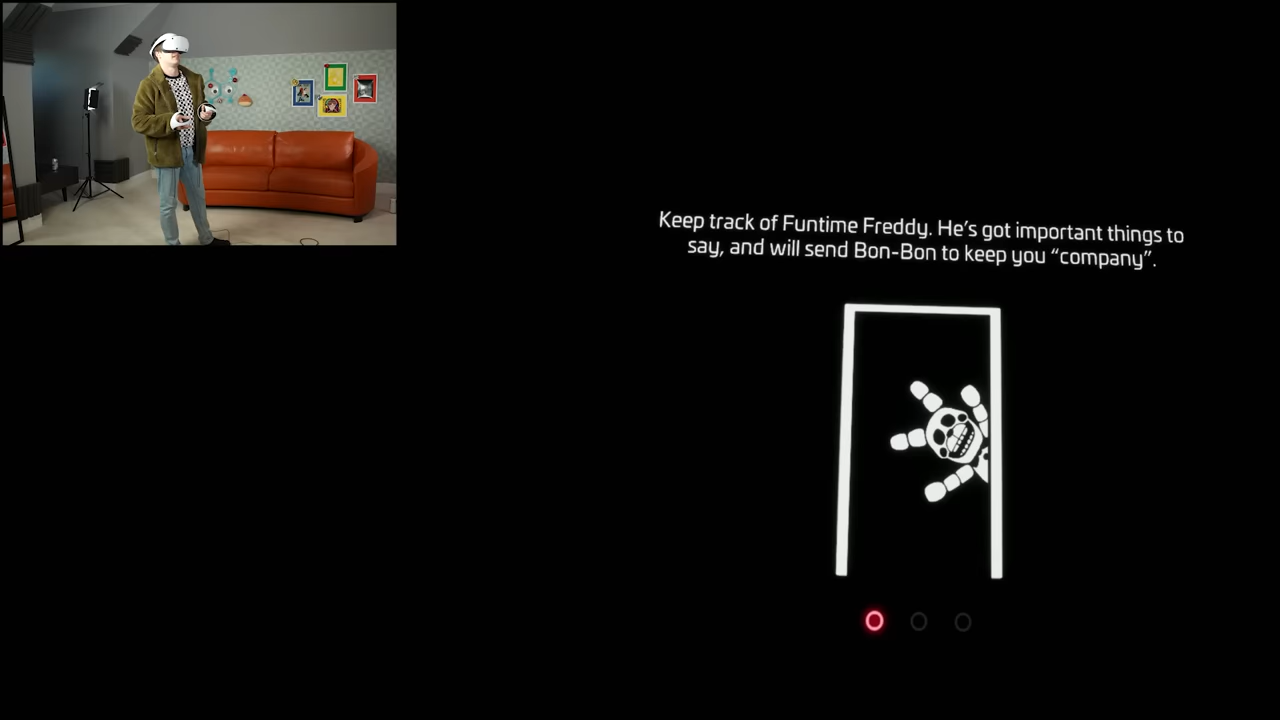 Keep track of Funtime Freddy. He's got important things to
say, and will send Bon-Bon to keep you “company”.